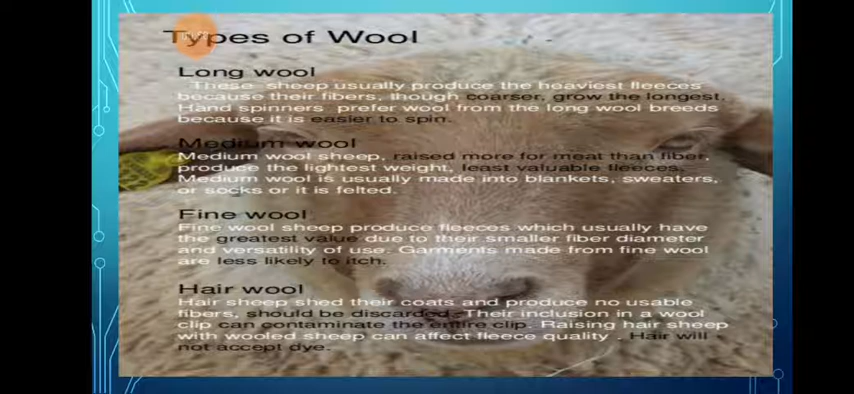 Types of Wool
Long wool
These sheep usually produce the heaviest fleeces
because their fibers, though coarser, grow the longest.
Hand spinners prefer wool from the long wool breeds
because it is easier to spin.
Medium wool
Medium wool sheep, raised more for meat than fiber,
produce the lightest weight, least valuable fleeces.
Medium wool is usually made into blankets, sweaters,
or socks or it is felted.
Fine wool
Fine wool sheep produce fleeces which usually have
the greatest value due to their smaller fiber diameter
and versatility of use. Garments made from fine wool
are less likely to itch.
Hair wool
Hair sheep shed their coats and produce no usable
fibers, should be discarded. Their inclusion in a wool
clip can contaminate the entire clip. Raising hair sheep
with wooled sheep can affect fleece quality . Hair will
not accept dye.